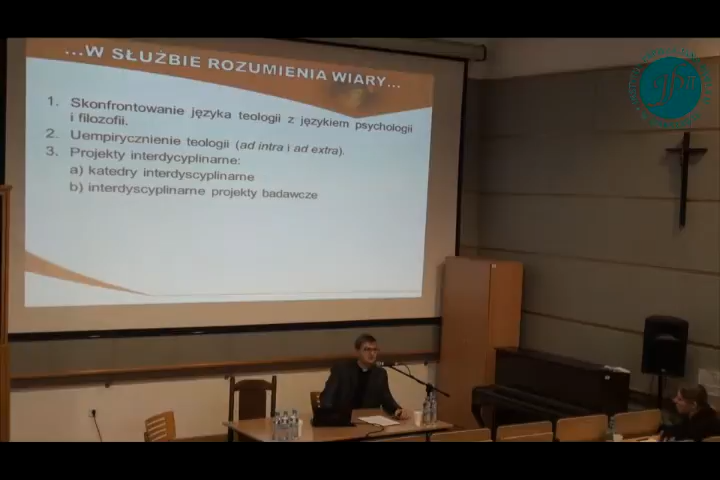 ...W SŁUŻBIE ROZUMIENIA WIARY...
1. Skonfrontowanie języka teologii z językiem psychologii
i filozofii.
2. Uempirycznienie teologii (ad intra i ad extra).
3. Projekty interdycyplinarne:
a) katedry interdyscyplinarne
b) interdyscyplinarne projekty badawcze